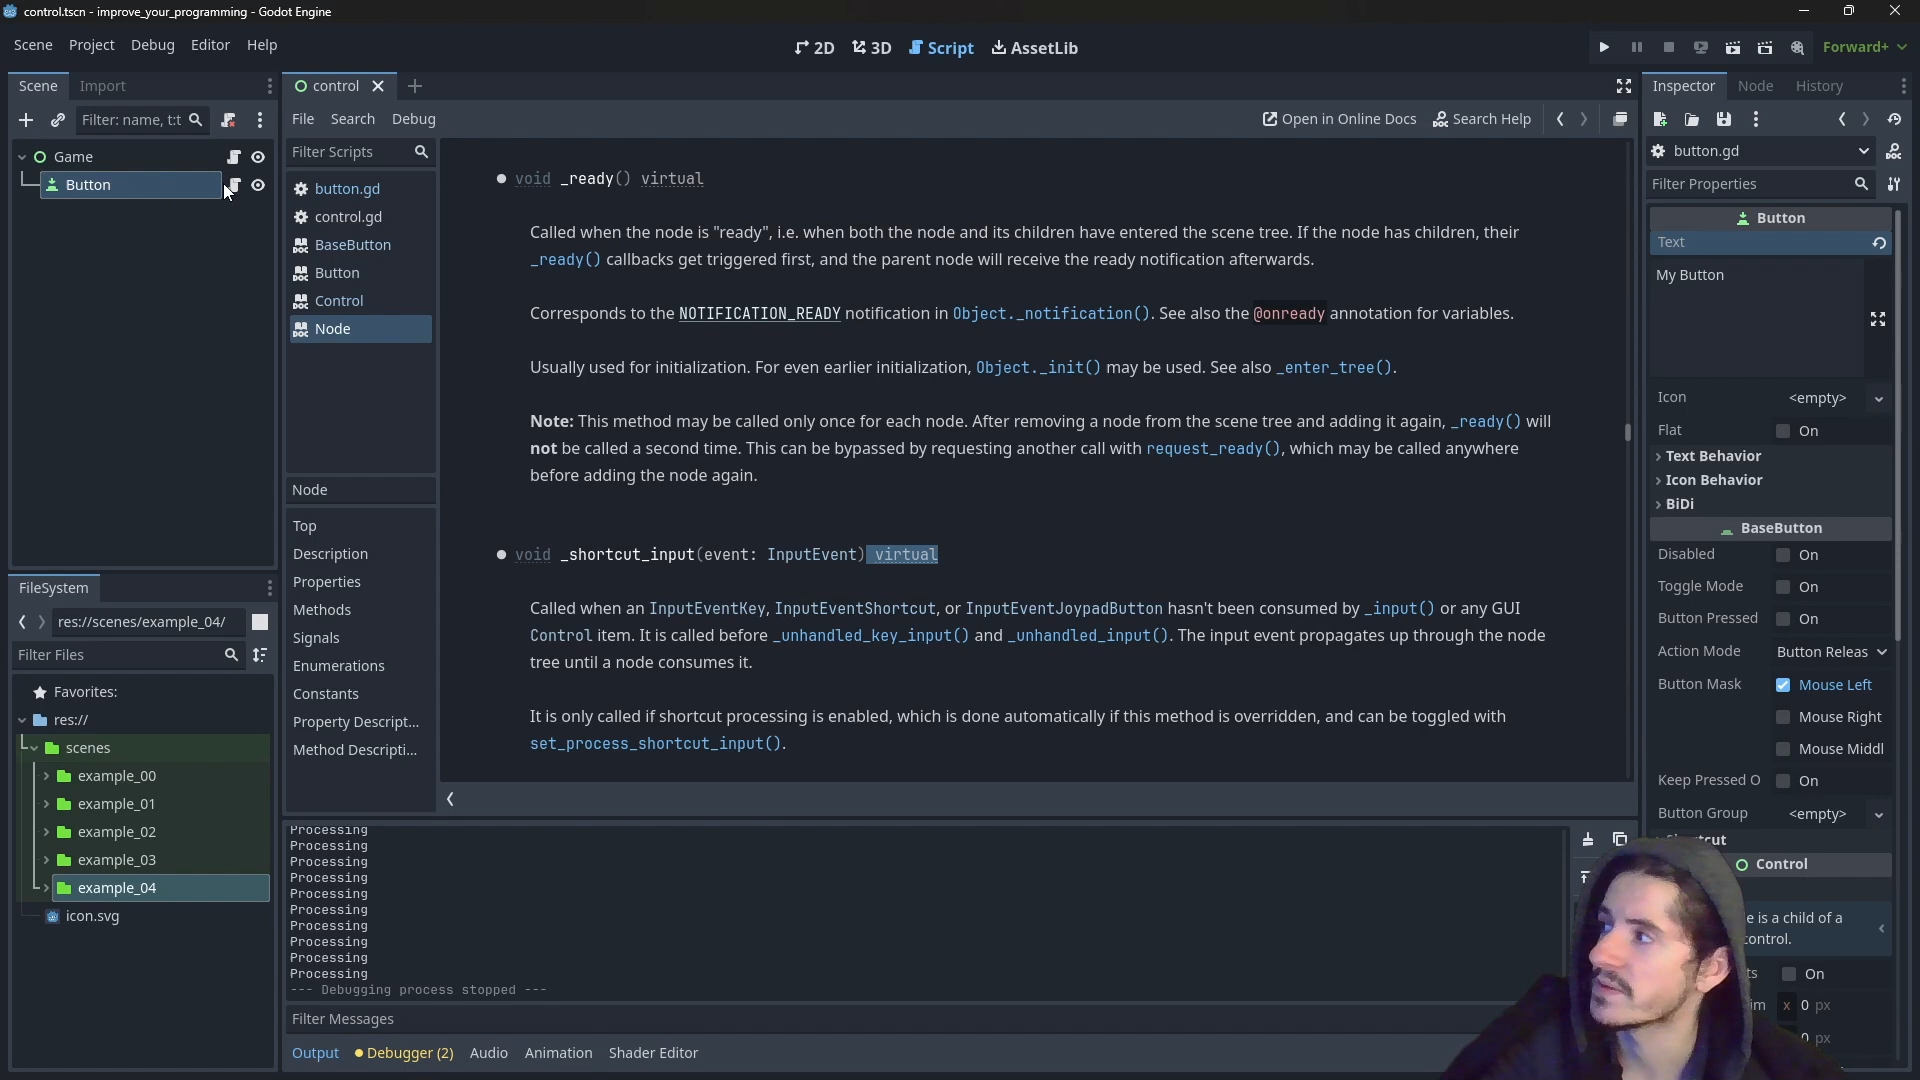 control.tscn - improve_your_programming - Godot Engine
Scene Project Debug Editor Help
2D 3D Script AssetLib
Forward+
Scene Import
Filter: name, t:t
Game
Button
FileSystem
res://scenes/example_04/
Filter Files
Favorites:
res://
scenes
example_00
example_01
example_02
example_03
example_04
icon.svg
control
File Search Debug
Open in Online Docs Search Help
Filter Scripts
button.gd
control.gd
BaseButton
Button
Control
Node
Node
Top
Description
Properties
Methods
Signals
Enumerations
Constants
Property Descript...
Method Descripti...
void _ready() virtual
Called when the node is "ready", i.e. when both the node and its children have entered the scene tree. If the node has children, their
_ready() callbacks get triggered first, and the parent node will receive the ready notification afterwards.
Corresponds to the NOTIFICATION_READY notification in Object._notification(). See also the @onready annotation for variables.
Usually used for initialization. For even earlier initialization, Object._init() may be used. See also _enter_tree().
Note: This method may be called only once for each node. After removing a node from the scene tree and adding it again, _ready() will
not be called a second time. This can be bypassed by requesting another call with request_ready(), which may be called anywhere
before adding the node again.
void _shortcut_input(event: InputEvent) virtual
Called when an InputEventKey, InputEventShortcut, or InputEventJoypadButton hasn't been consumed by _input() or any GUI
Control item. It is called before _unhandled_key_input() and _unhandled_input(). The input event propagates up through the node
tree until a node consumes it.
It is only called if shortcut processing is enabled, which is done automatically if this method is overridden, and can be toggled with
set_process_shortcut_input().
Processing
Processing
Processing
Processing
Processing
Processing
Processing
Processing
Processing
Processing
--- Debugging process stopped ---
Filter Messages
Output Debugger (2) Audio Animation Shader Editor
Inspector Node History
button.gd
Filter Properties
Button
Text
My Button
Icon <empty>
Flat On
Text Behavior
Icon Behavior
BiDi
BaseButton
Disabled On
Toggle Mode On
Button Pressed On
Action Mode Button Releas
Button Mask Mouse Left
Mouse Right
Mouse Middl
Keep Pressed O On
Button Group <empty>
Control
e is a child of a
control.
ts On
im x 0 px
0 px